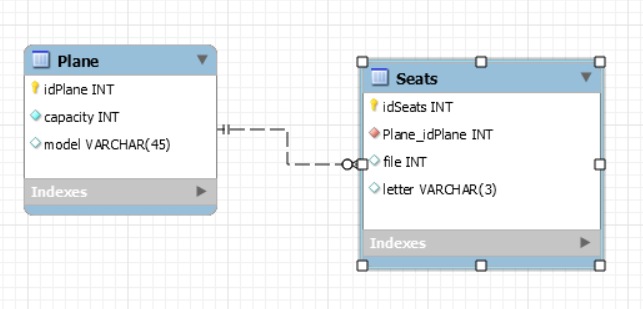 Plane
idPlane INT
capacity INT
model VARCHAR(45)
Indexes
Seats
idSeats INT
Plane_idPlane INT
file INT
letter VARCHAR(3)
Indexes